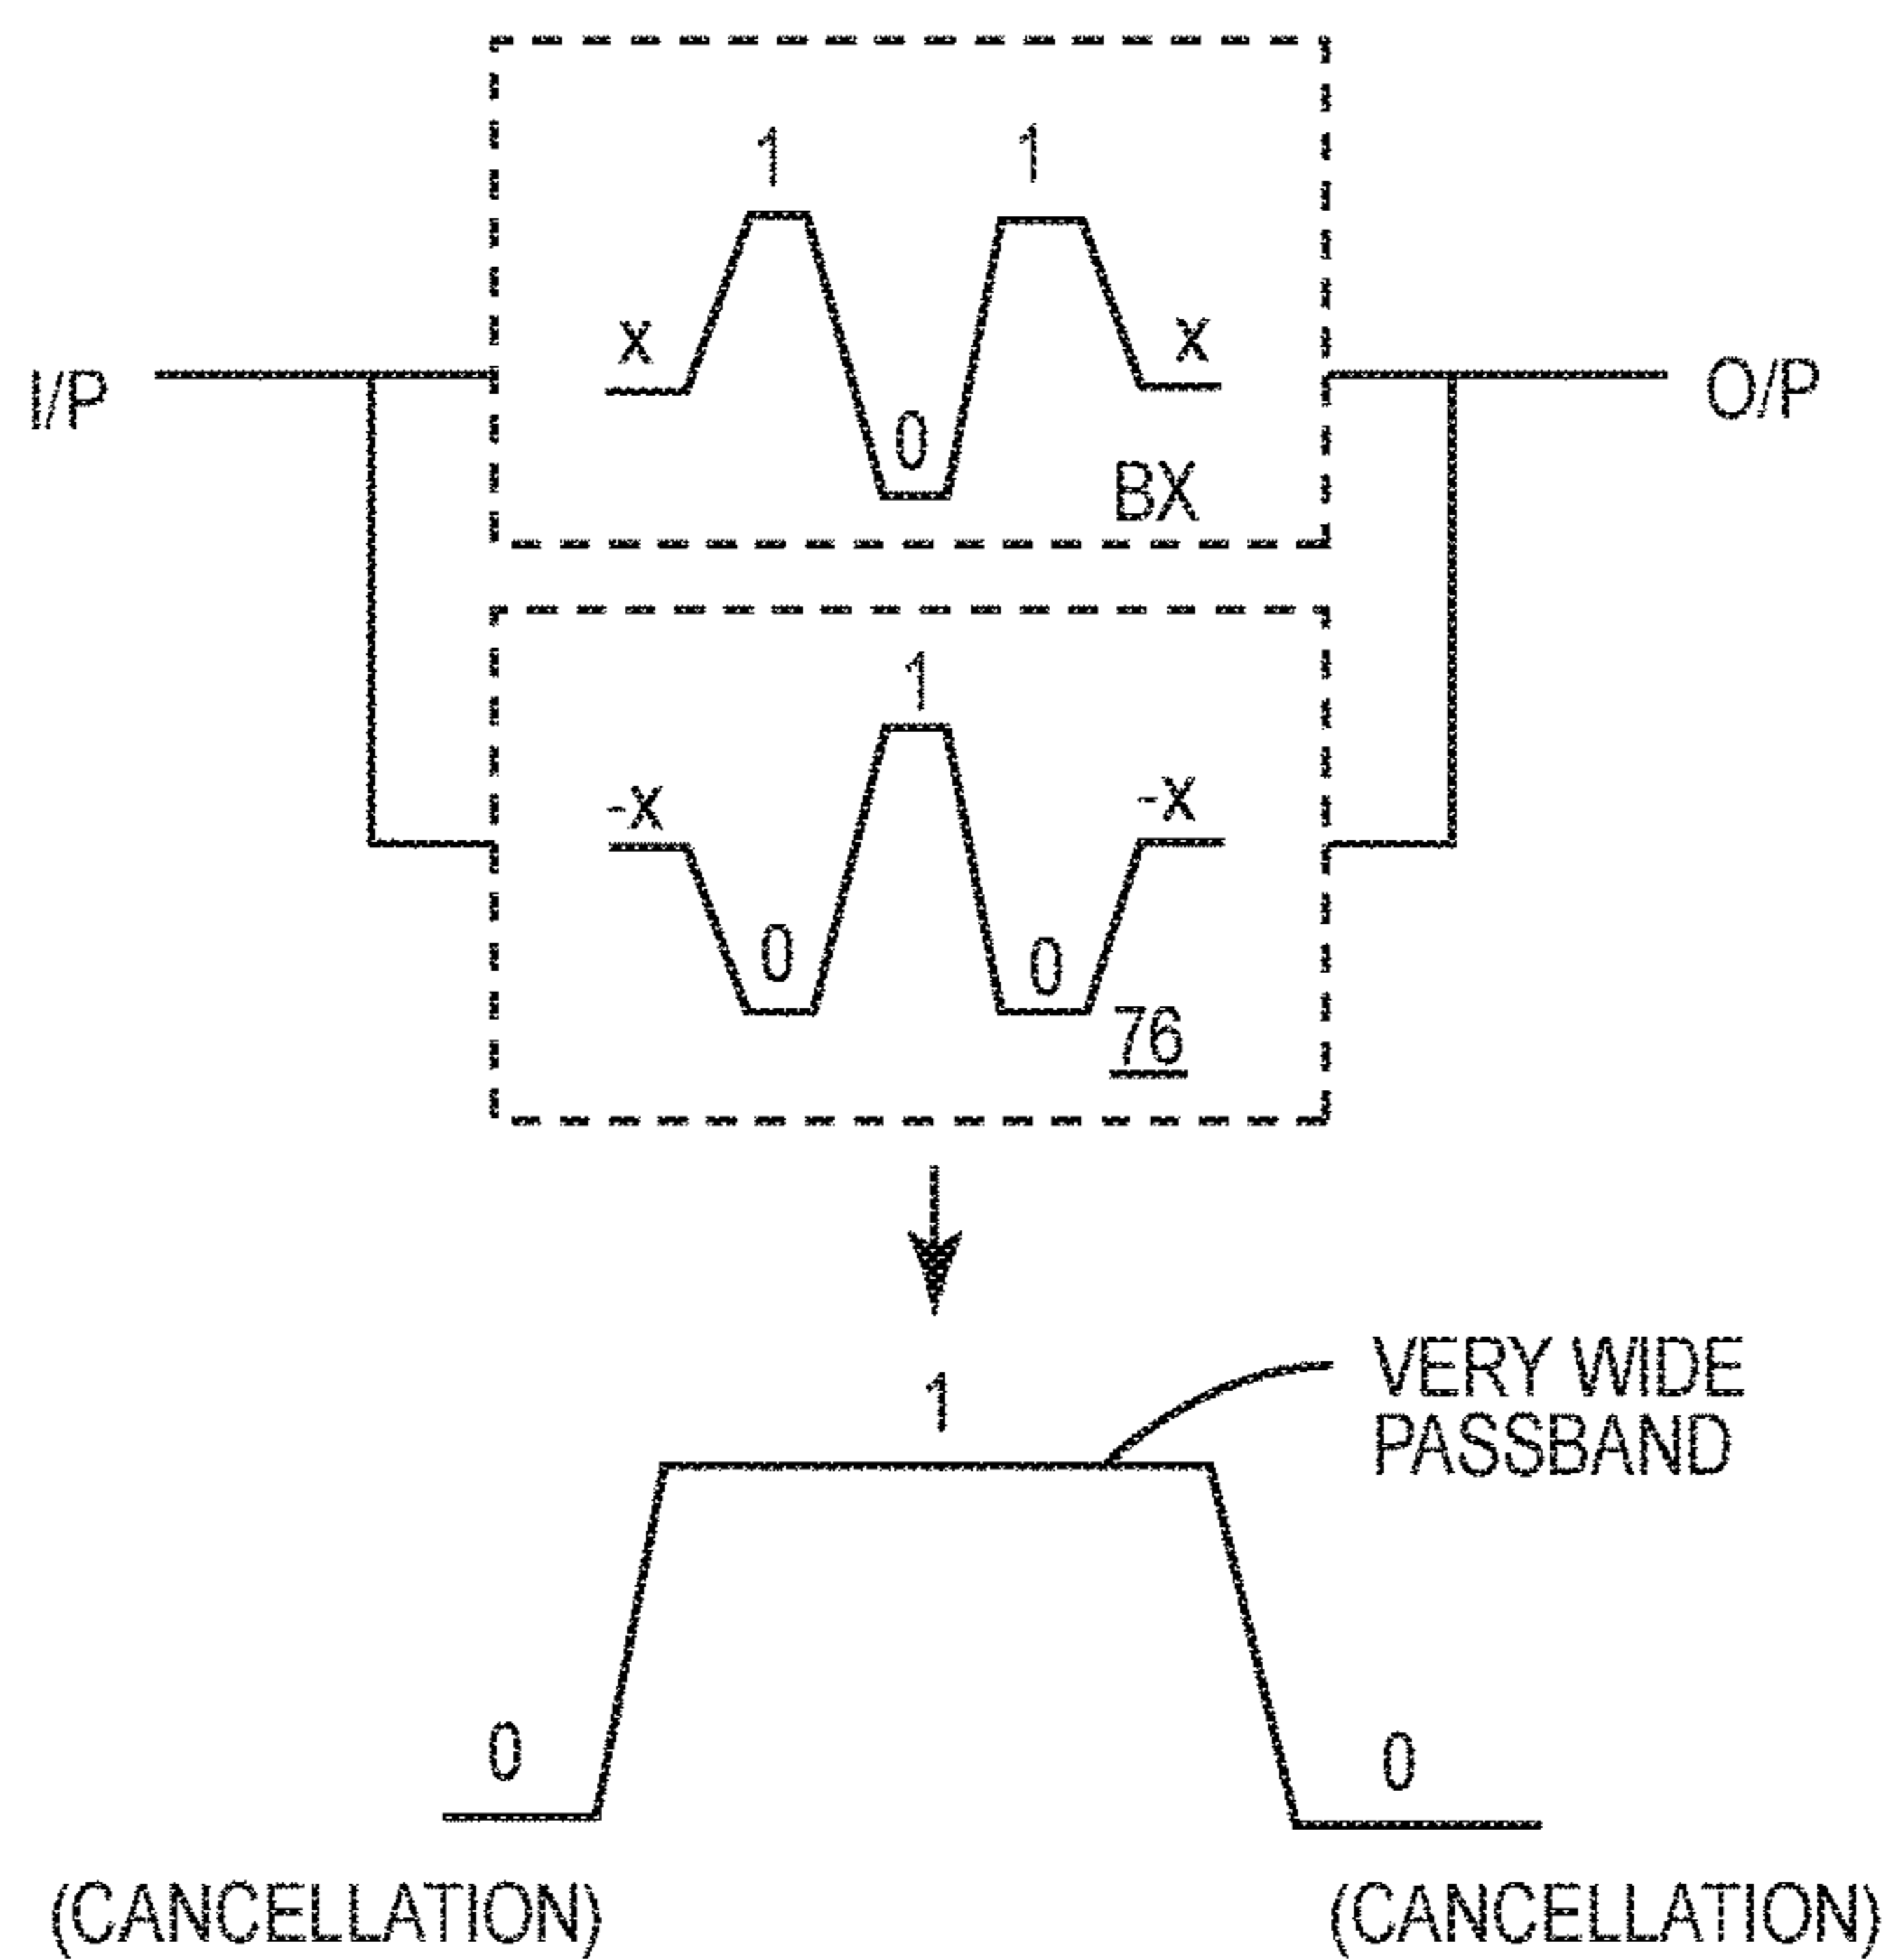 1 1
x x
I/P O/P
0
BX
1
-x -x
0 0
76
1
VERY WIDE
PASSBAND
0 0
(CANCELLATION) (CANCELLATION)